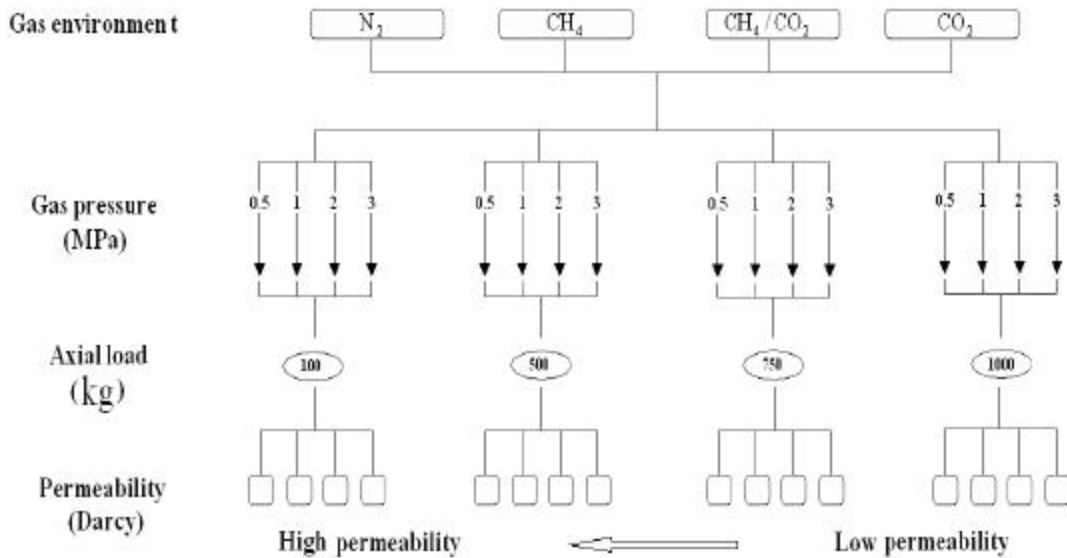 Gas environment N₂ CH₄ CH₄ / CO₂ CO₂
Gas pressure
(MPa)
0.5 1 2 3 0.5 1 2 3 0.5 1 2 3 0.5 1 2 3
Axial load
(kg)
100 500 750 1000
Permeability
(Darcy)
High permeability Low permeability